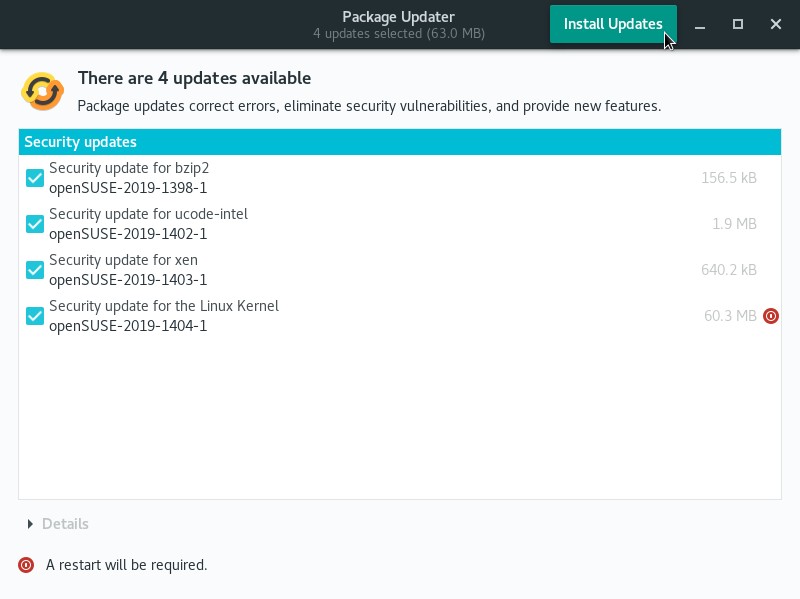 Package Updater
4 updates selected (63.0 MB)
Install Updates
There are 4 updates available
Package updates correct errors, eliminate security vulnerabilities, and provide new features.
Security updates
Security update for bzip2
openSUSE-2019-1398-1
156.5 kB
Security update for ucode-intel
openSUSE-2019-1402-1
1.9 MB
Security update for xen
openSUSE-2019-1403-1
640.2 kB
Security update for the Linux Kernel
openSUSE-2019-1404-1
60.3 MB
Details
A restart will be required.